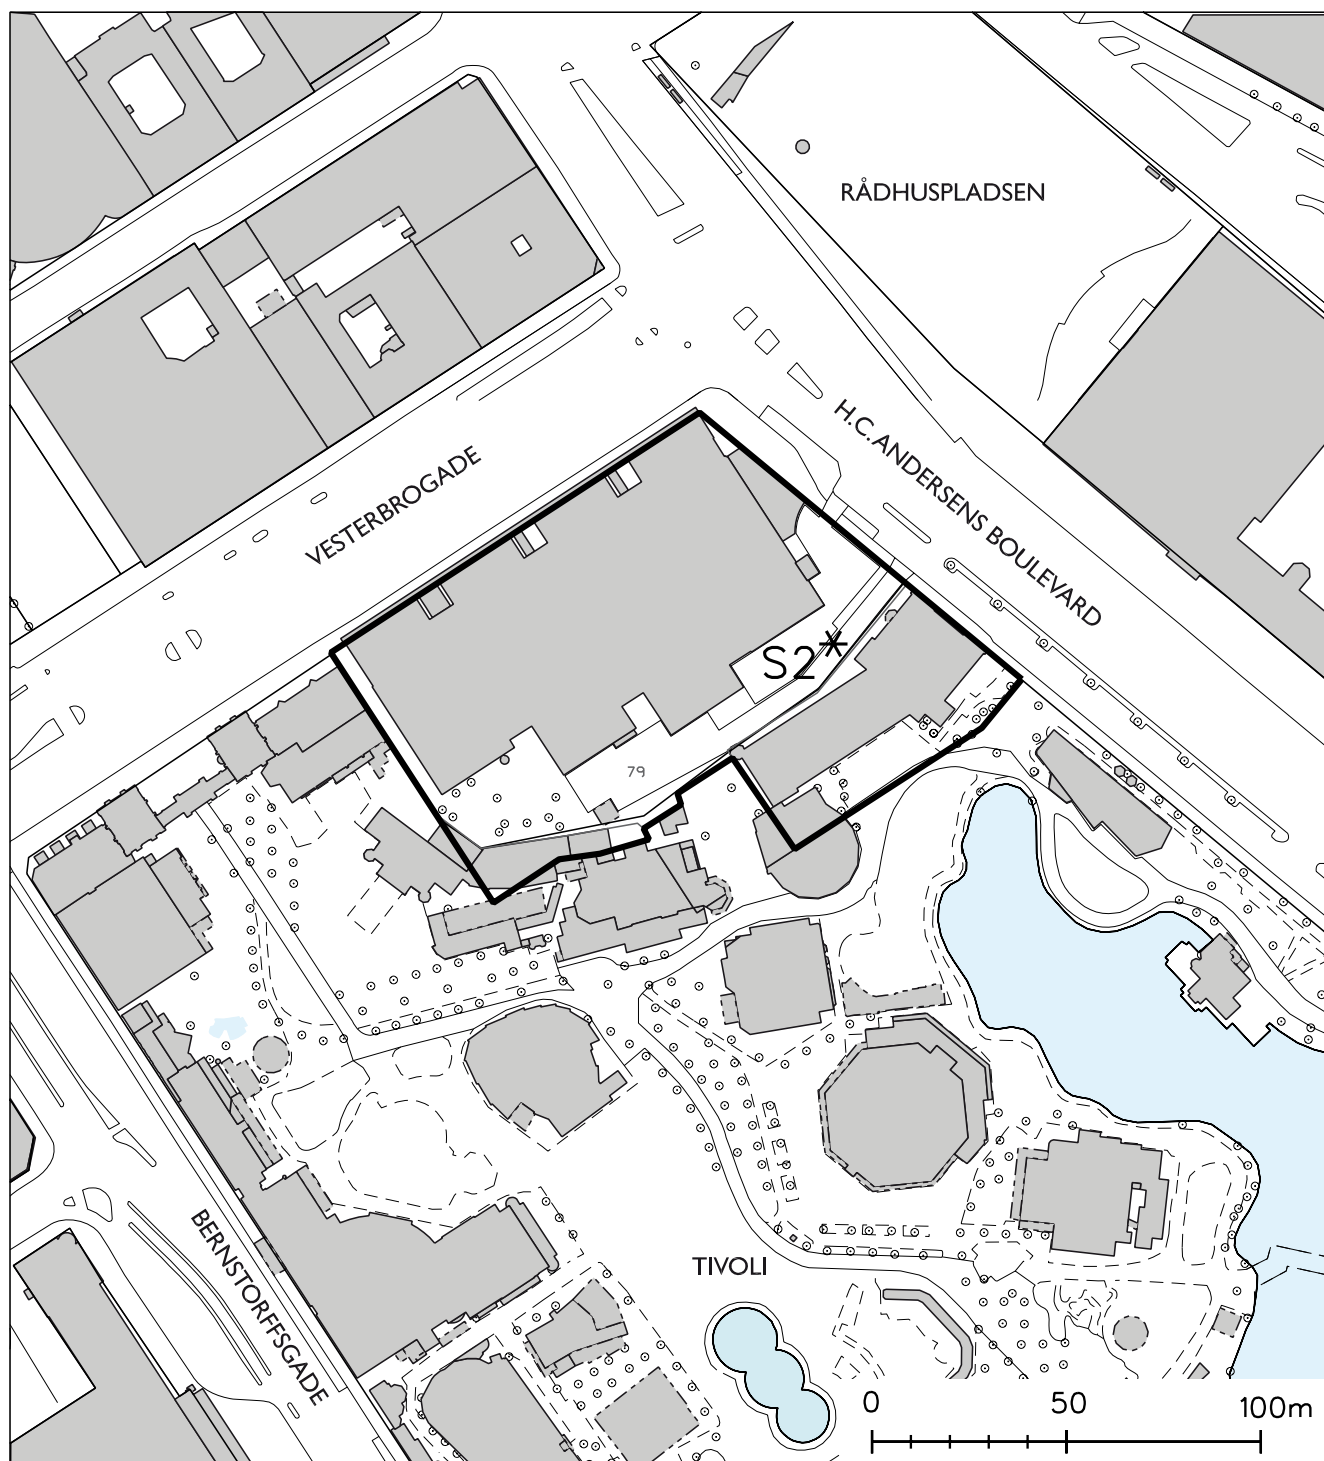 RÅDHUSPLADSEN
H.C. ANDERSENS BOULEVARD
VESTERBROGADE
S2*
79
BERNSTORFFSGADE
TIVOLI
0 50 100m